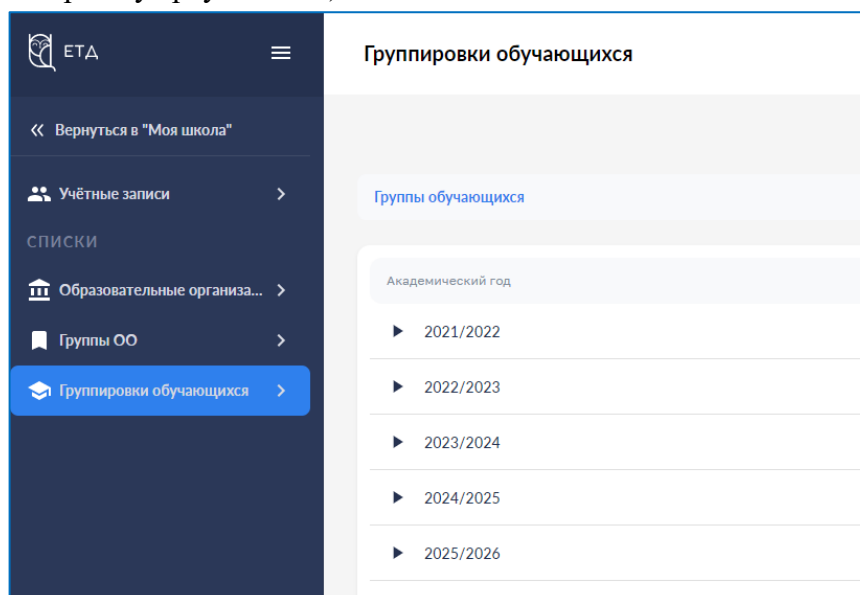 ЕТД
Группировки обучающихся
Вернуться в "Моя школа"
Учётные записи
Группы обучающихся
СПИСКИ
Образовательные организа...
Академический год
2021/2022
Группы ОО
2022/2023
Группировки обучающихся
2023/2024
2024/2025
2025/2026